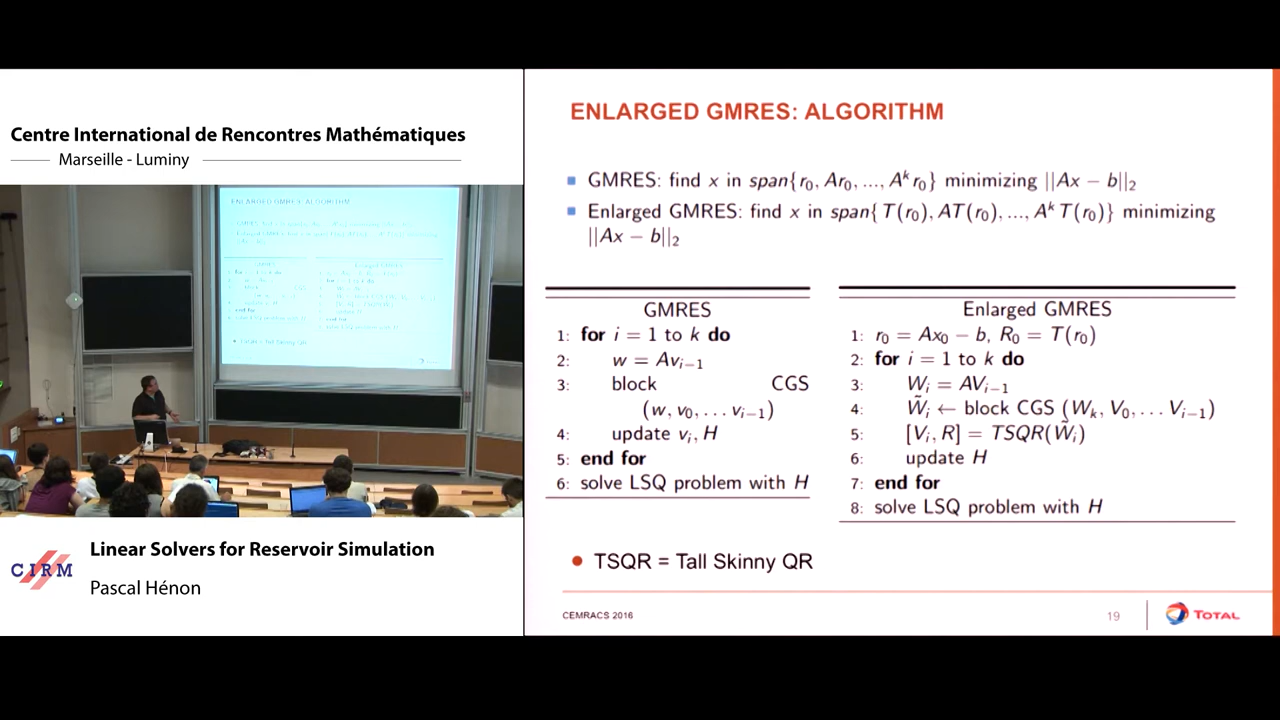 Centre International de Rencontres Mathématiques
Marseille - Luminy
ENLARGED GMRES: ALGORITHM
GMRES: find x in span{r₀, Ar₀, ..., Aᵏr₀} minimizing ||Ax − b||₂
Enlarged GMRES: find x in span{T(r₀), AT(r₀), ..., AᵏT(r₀)} minimizing
||Ax − b||₂
GMRES
1: for i = 1 to k do
2: w = Avᵢ₋₁
3: block CGS
(w, v₀, . . . vᵢ₋₁)
4: update vᵢ, H
5: end for
6: solve LSQ problem with H
Enlarged GMRES
1: r₀ = Ax₀ − b, R₀ = T(r₀)
2: for i = 1 to k do
3: Wᵢ = AVᵢ₋₁
4: W̃ᵢ ← block CGS (Wₖ, V₀, . . . Vᵢ₋₁)
5: [Vᵢ, R] = TSQR(W̃ᵢ)
6: update H
7: end for
8: solve LSQ problem with H
TSQR = Tall Skinny QR
CEMRACS 2016
19
TOTAL
CIRM
Linear Solvers for Reservoir Simulation
Pascal Hénon